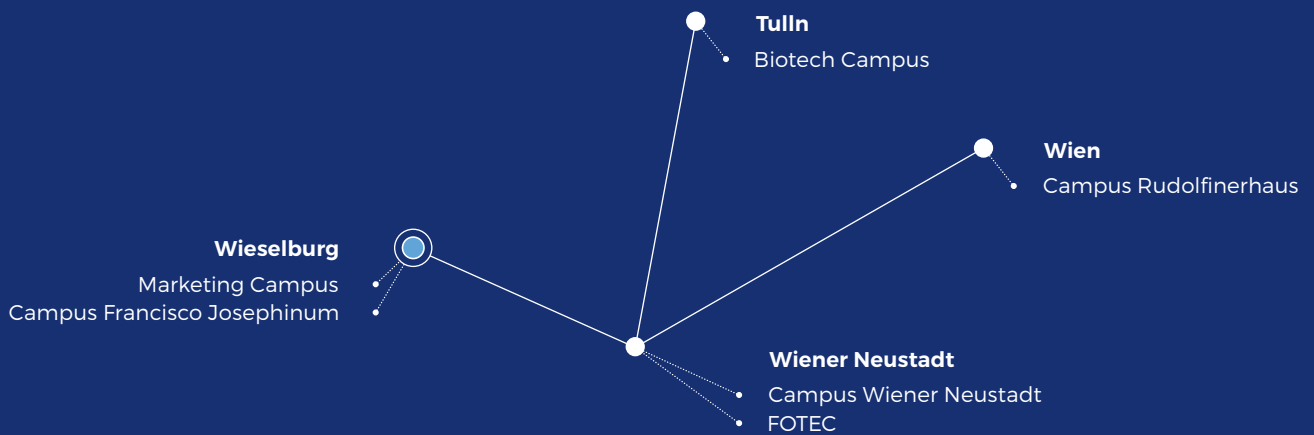 Tulln
Biotech Campus
Wien
Campus Rudolfinerhaus
Wieselburg
Marketing Campus
Campus Francisco Josephinum
Wiener Neustadt
Campus Wiener Neustadt
FOTEC